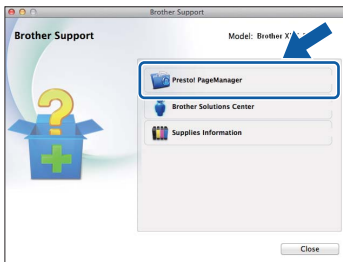 Brother Support
Brother Support
Model: Brother
Presto! PageManager
Brother Solutions Center
Supplies Information
Close